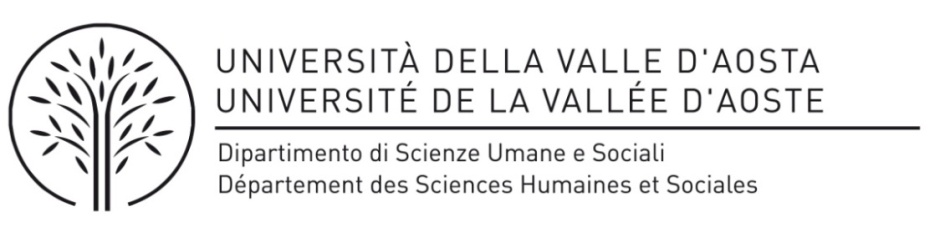 UNIVERSITÀ DELLA VALLE D'AOSTA
UNIVERSITÉ DE LA VALLÉE D'AOSTE
Dipartimento di Scienze Umane e Sociali
Département des Sciences Humaines et Sociales